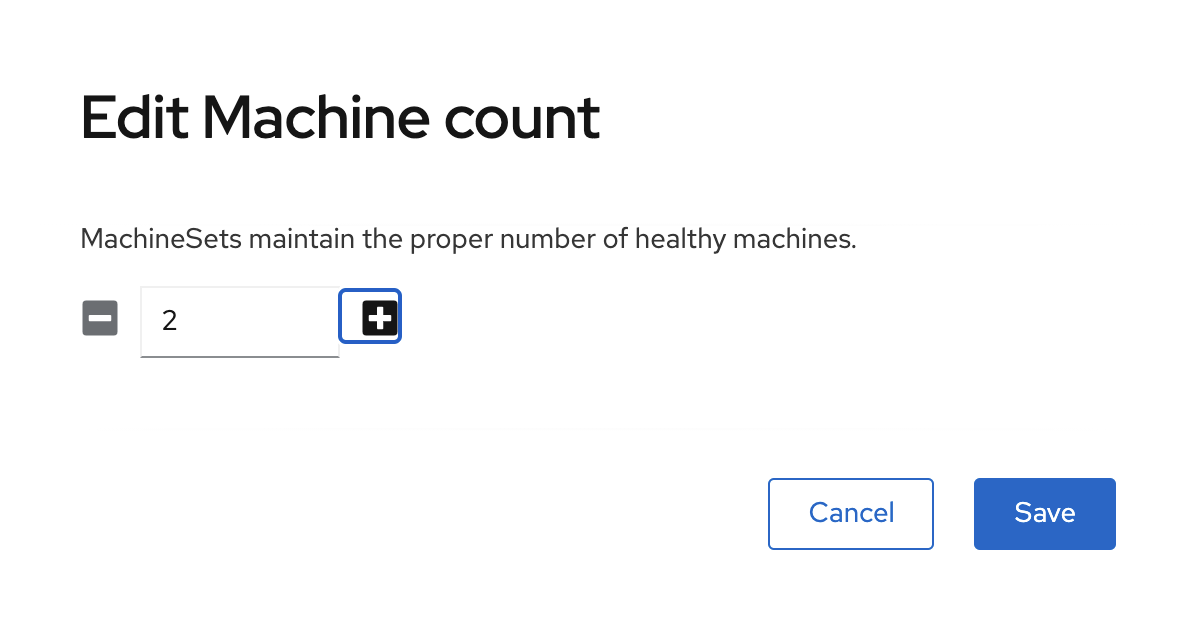 Edit Machine count
MachineSets maintain the proper number of healthy machines.
2
Cancel
Save